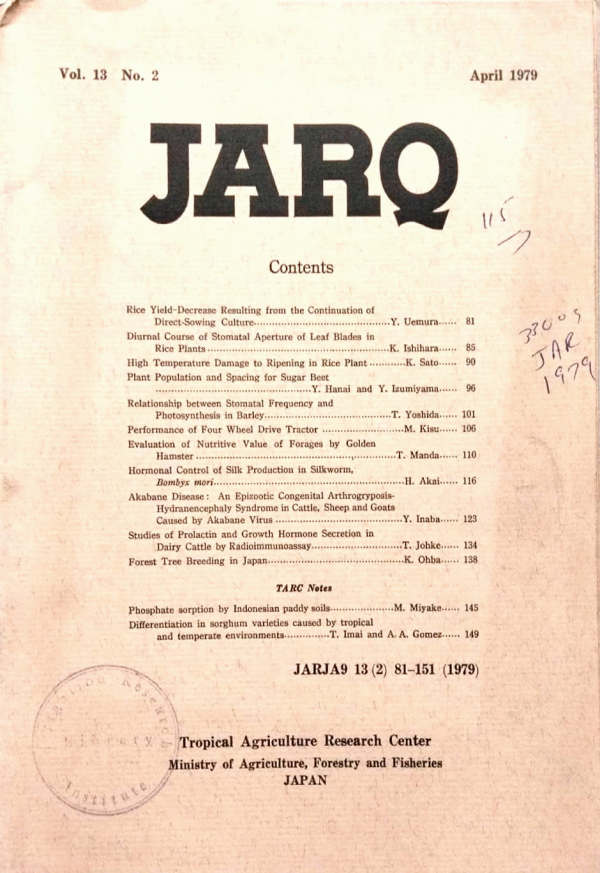 Vol. 13 No. 2
April 1979
JARQ
115
Contents
Rice Yield-Decrease Resulting from the Continuation of
Direct-Sowing Culture……Y. Uemura…… 81
Diurnal Course of Stomatal Aperture of Leaf Blades in
Rice Plants……K. Ishihara…… 85
High Temperature Damage to Ripening in Rice Plant……K. Sato…… 90
Plant Population and Spacing for Sugar Beet
……Y. Hanai and Y. Izumiyama…… 96
Relationship between Stomatal Frequency and
Photosynthesis in Barley……T. Yoshida…… 101
Performance of Four Wheel Drive Tractor……M. Kisu…… 106
Evaluation of Nutritive Value of Forages by Golden
Hamster……T. Manda…… 110
Hormonal Control of Silk Production in Silkworm,
Bombyx mori……H. Akai…… 116
Akabane Disease: An Epizootic Congenital Arthrogryposis-
Hydranencephaly Syndrome in Cattle, Sheep and Goats
Caused by Akabane Virus……Y. Inaba…… 123
Studies of Prolactin and Growth Hormone Secretion in
Dairy Cattle by Radioimmunoassay……T. Johke…… 134
Forest Tree Breeding in Japan……K. Ohba…… 138
JAR
1979
TARC Notes
Phosphate sorption by Indonesian paddy soils……M. Miyake…… 145
Differentiation in sorghum varieties caused by tropical
and temperate environments……T. Imai and A. A. Gomez…… 149
JARJA9 13 (2) 81-151 (1979)
Research
Library
Institute
Tropical Agriculture Research Center
Ministry of Agriculture, Forestry and Fisheries
JAPAN